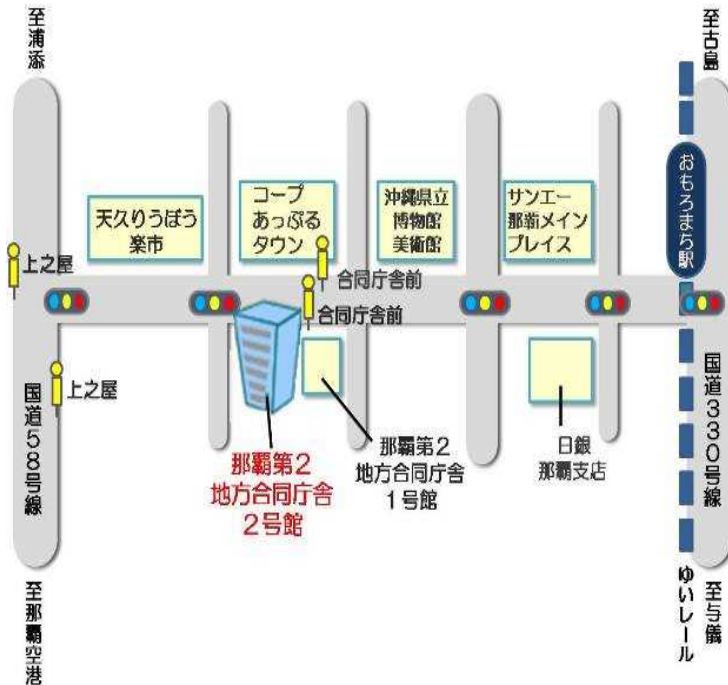 至浦添
至古島
天久りうぼう
楽市
コープ
あっぷる
タウン
沖縄県立
博物館
美術館
サンエー
那覇メイン
プレイス
おもろまち駅
上之屋
合同庁舎前
合同庁舎前
上之屋
国道58号線
国道330号線
那覇第2
地方合同庁舎
2号館
那覇第2
地方合同庁舎
1号館
日銀
那覇支店
至那覇空港
ゆいレール
至与儀